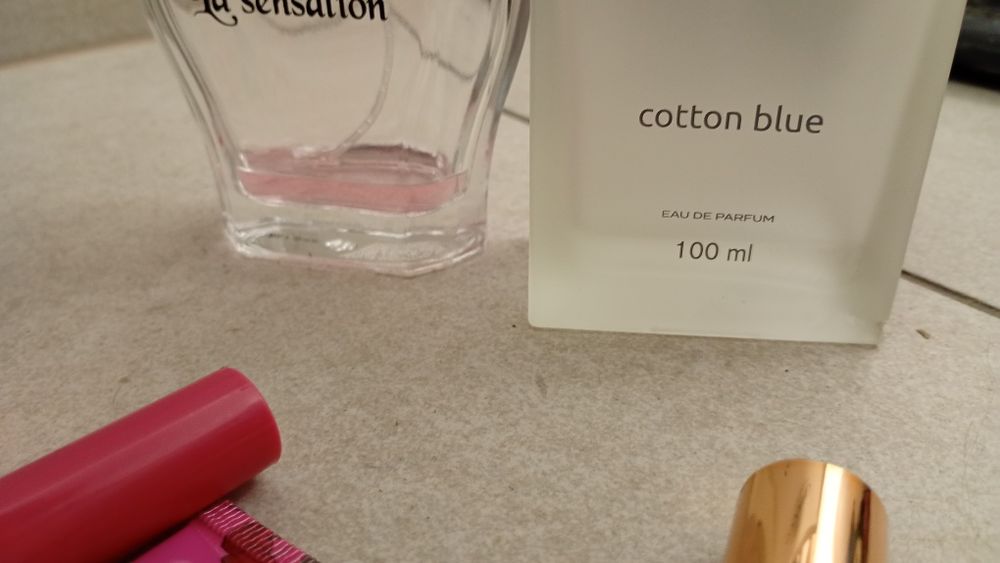 La sensation
cotton blue
EAU DE PARFUM
100 ml